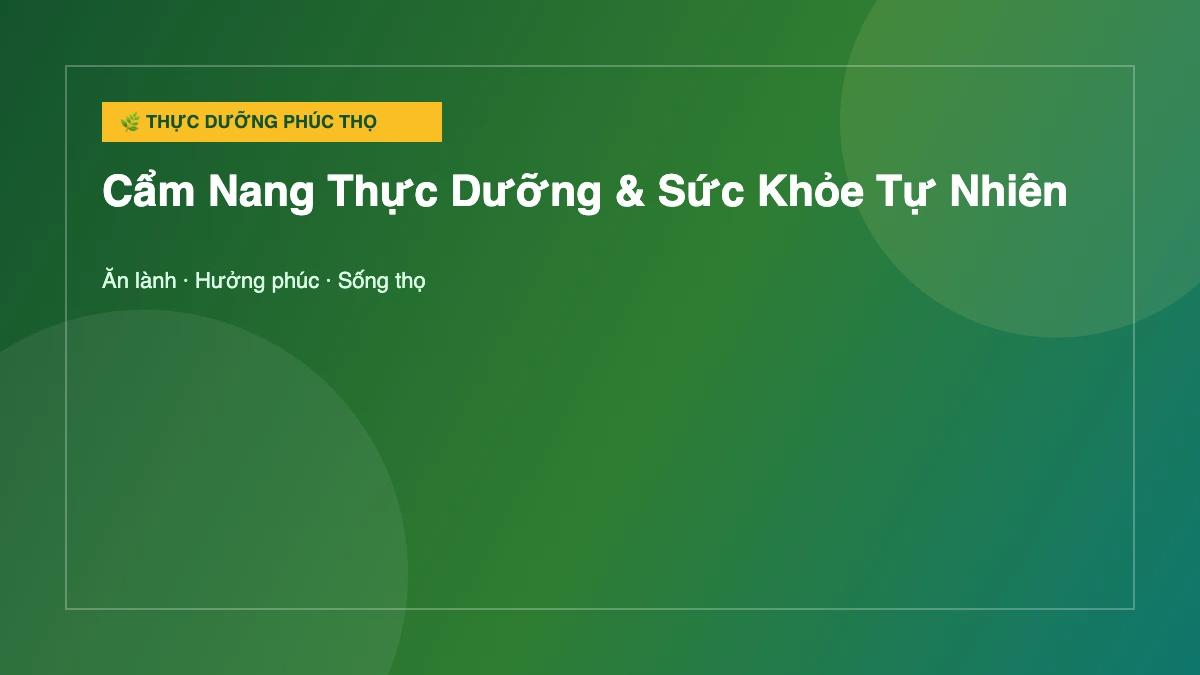 🌿 THỰC DƯỠNG PHÚC THỌ
Cẩm Nang Thực Dưỡng & Sức Khỏe Tự Nhiên
Ăn lành · Hưởng phúc · Sống thọ